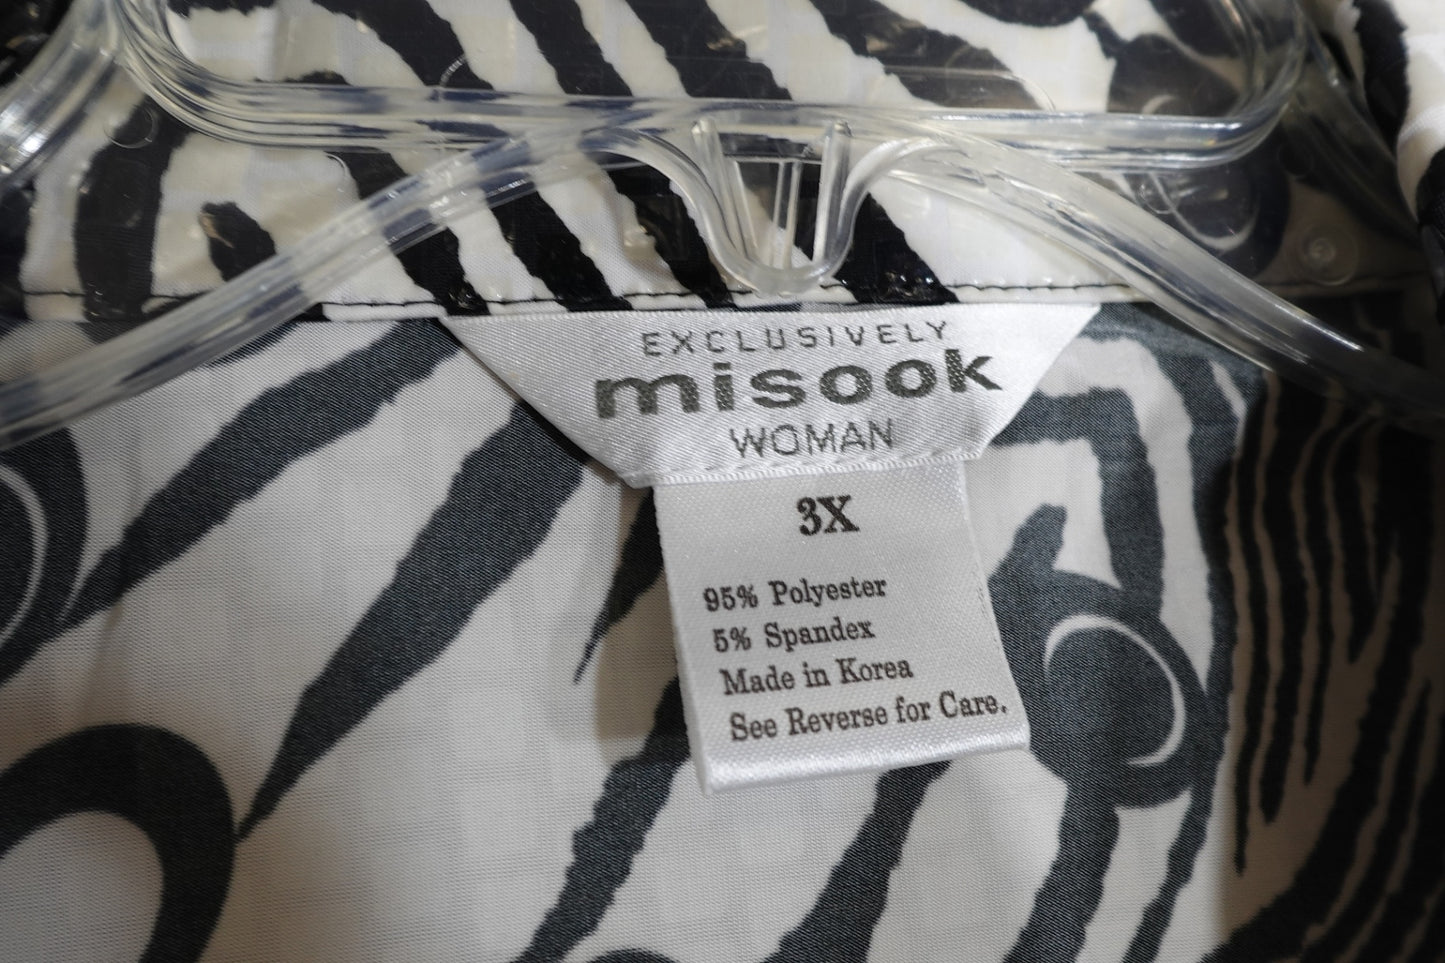 EXCLUSIVELY
misook
WOMAN
3X
95% Polyester
5% Spandex
Made in Korea
See Reverse for Care.